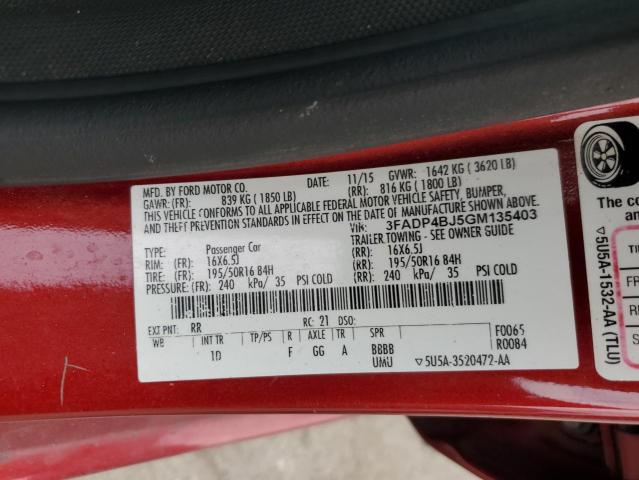 MFD. BY FORD MOTOR CO.
DATE: 11/15 GVWR: 1642 KG ( 3620 LB)
GAWR: (FR): 839 KG ( 1850 LB) (RR): 816 KG ( 1800 LB)
THIS VEHICLE CONFORMS TO ALL APPLICABLE FEDERAL MOTOR VEHICLE SAFETY, BUMPER,
AND THEFT PREVENTION STANDARDS IN EFFECT ON THE DATE OF MANUFACTURE SHOWN ABOVE.
VIN: 3FADP4BJ5GM135403
TYPE: Passenger Car TRAILER TOWING - SEE OWNER GUIDE
RIM: (FR): 16X6.5J (RR): 16X6.5J
TIRE: (FR): 195/50R16 84H (RR): 195/50R16 84H
PRESSURE: (FR): 240 kPa/ 35 PSI COLD (RR): 240 kPa/ 35 PSI COLD
EXT PNT: RR RC: 21 DSO: F0065
WB INT TR TP/PS R AXLE TR SPR R0084
1D F GG A BBBB
UMU ▽5U5A-3520472-AA
The co
▽5U5A-1532-AA (TLU)
FR